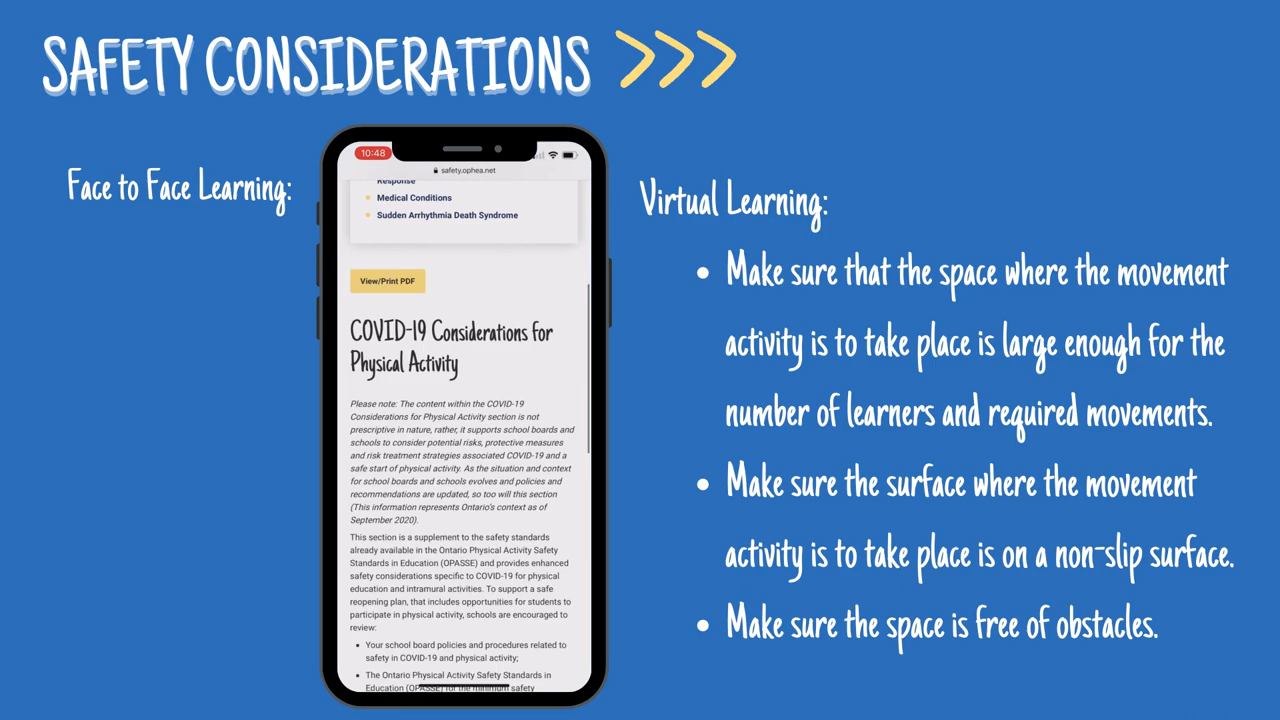 SAFETY CONSIDERATIONS >>>
Face to Face Learning:
10:48
safety.ophea.net
Response
Medical Conditions
Sudden Arrhythmia Death Syndrome
View/Print PDF
COVID-19 Considerations for
Physical Activity
Please note: The content within the COVID-19
Considerations for Physical Activity section is not
prescriptive in nature, rather, it supports school boards and
schools to consider potential risks, protective measures
and risk treatment strategies associated COVID-19 and a
safe start of physical activity. As the situation and context
for school boards and schools evolves and policies and
recommendations are updated, so too will this section
(This information represents Ontario's context as of
September 2020).
This section is a supplement to the safety standards
already available in the Ontario Physical Activity Safety
Standards in Education (OPASSE) and provides enhanced
safety considerations specific to COVID-19 for physical
education and intramural activities. To support a safe
reopening plan, that includes opportunities for students to
participate in physical activity, schools are encouraged to
review:
• Your school board policies and procedures related to
safety in COVID-19 and physical activity;
• The Ontario Physical Activity Safety Standards in
Education (OPASSE) for the minimum safety
Virtual Learning:
• Make sure that the space where the movement
activity is to take place is large enough for the
number of learners and required movements.
• Make sure the surface where the movement
activity is to take place is on a non-slip surface.
• Make sure the space is free of obstacles.